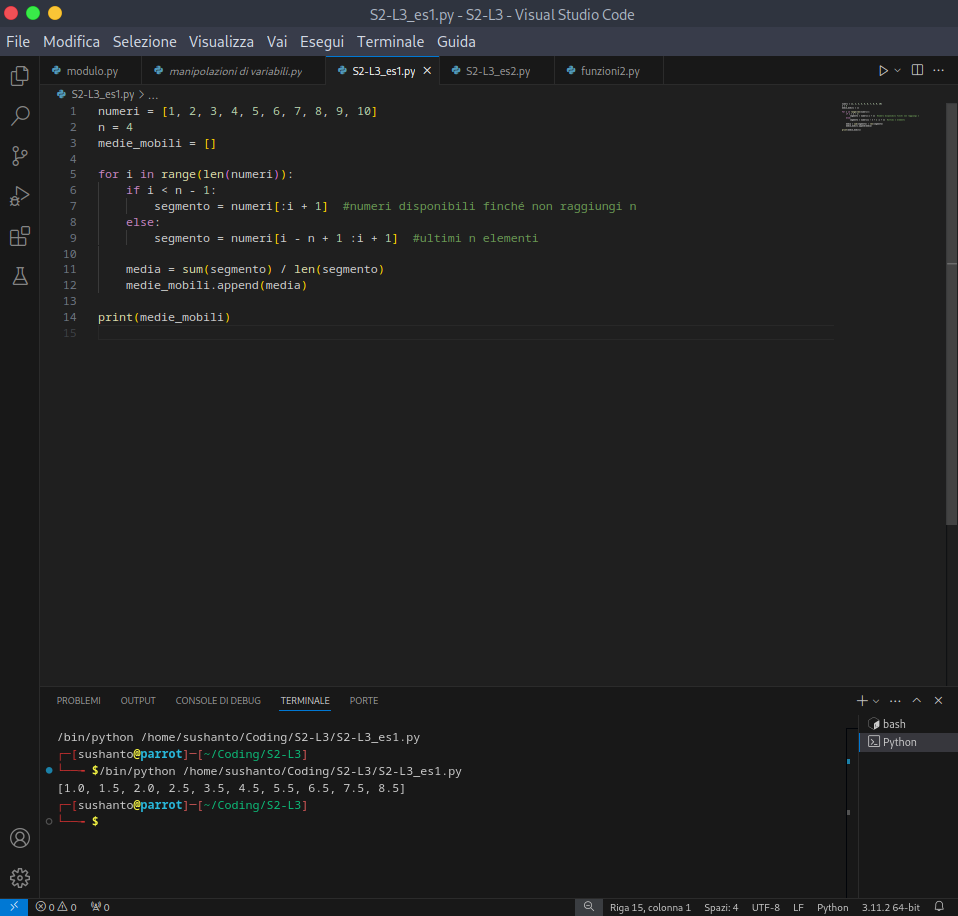 S2-L3_es1.py - S2-L3 - Visual Studio Code
File Modifica Selezione Visualizza Vai Esegui Terminale Guida
modulo.py manipolazioni di variabili.py S2-L3_es1.py S2-L3_es2.py funzioni2.py
S2-L3_es1.py > ...
1 numeri = [1, 2, 3, 4, 5, 6, 7, 8, 9, 10]
2 n = 4
3 medie_mobili = []
4
5 for i in range(len(numeri)):
6 if i < n - 1:
7 segmento = numeri[:i + 1] #numeri disponibili finché non raggiungi n
8 else:
9 segmento = numeri[i - n + 1 :i + 1] #ultimi n elementi
10
11 media = sum(segmento) / len(segmento)
12 medie_mobili.append(media)
13
14 print(medie_mobili)
15
PROBLEMI OUTPUT CONSOLE DI DEBUG TERMINALE PORTE
bash
Python
/bin/python /home/sushanto/Coding/S2-L3/S2-L3_es1.py
┌─[sushanto@parrot]─[~/Coding/S2-L3]
└──╼ $/bin/python /home/sushanto/Coding/S2-L3/S2-L3_es1.py
[1.0, 1.5, 2.0, 2.5, 3.5, 4.5, 5.5, 6.5, 7.5, 8.5]
┌─[sushanto@parrot]─[~/Coding/S2-L3]
└──╼ $
0 0 0 Riga 15, colonna 1 Spazi: 4 UTF-8 LF Python 3.11.2 64-bit